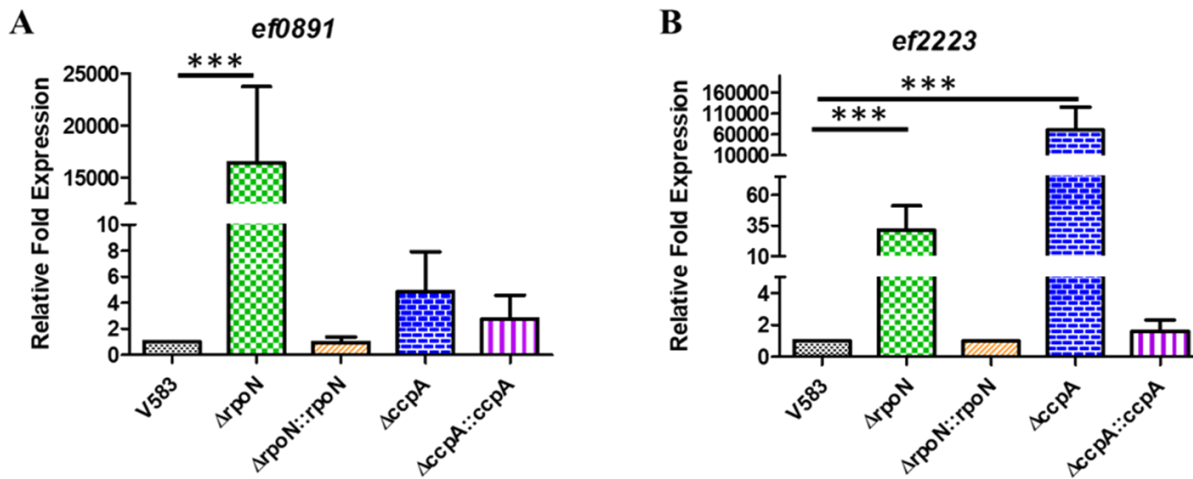 A
ef0891
***
Relative Fold Expression
25000
20000
15000
10
8
6
4
2
0
V583
ΔrpoN
ΔrpoN::rpoN
ΔccpA
ΔccpA::ccpA
B
ef2223
***
***
Relative Fold Expression
160000
110000
60000
10000
60
35
10
4
2
0
V583
ΔrpoN
ΔrpoN::rpoN
ΔccpA
ΔccpA::ccpA